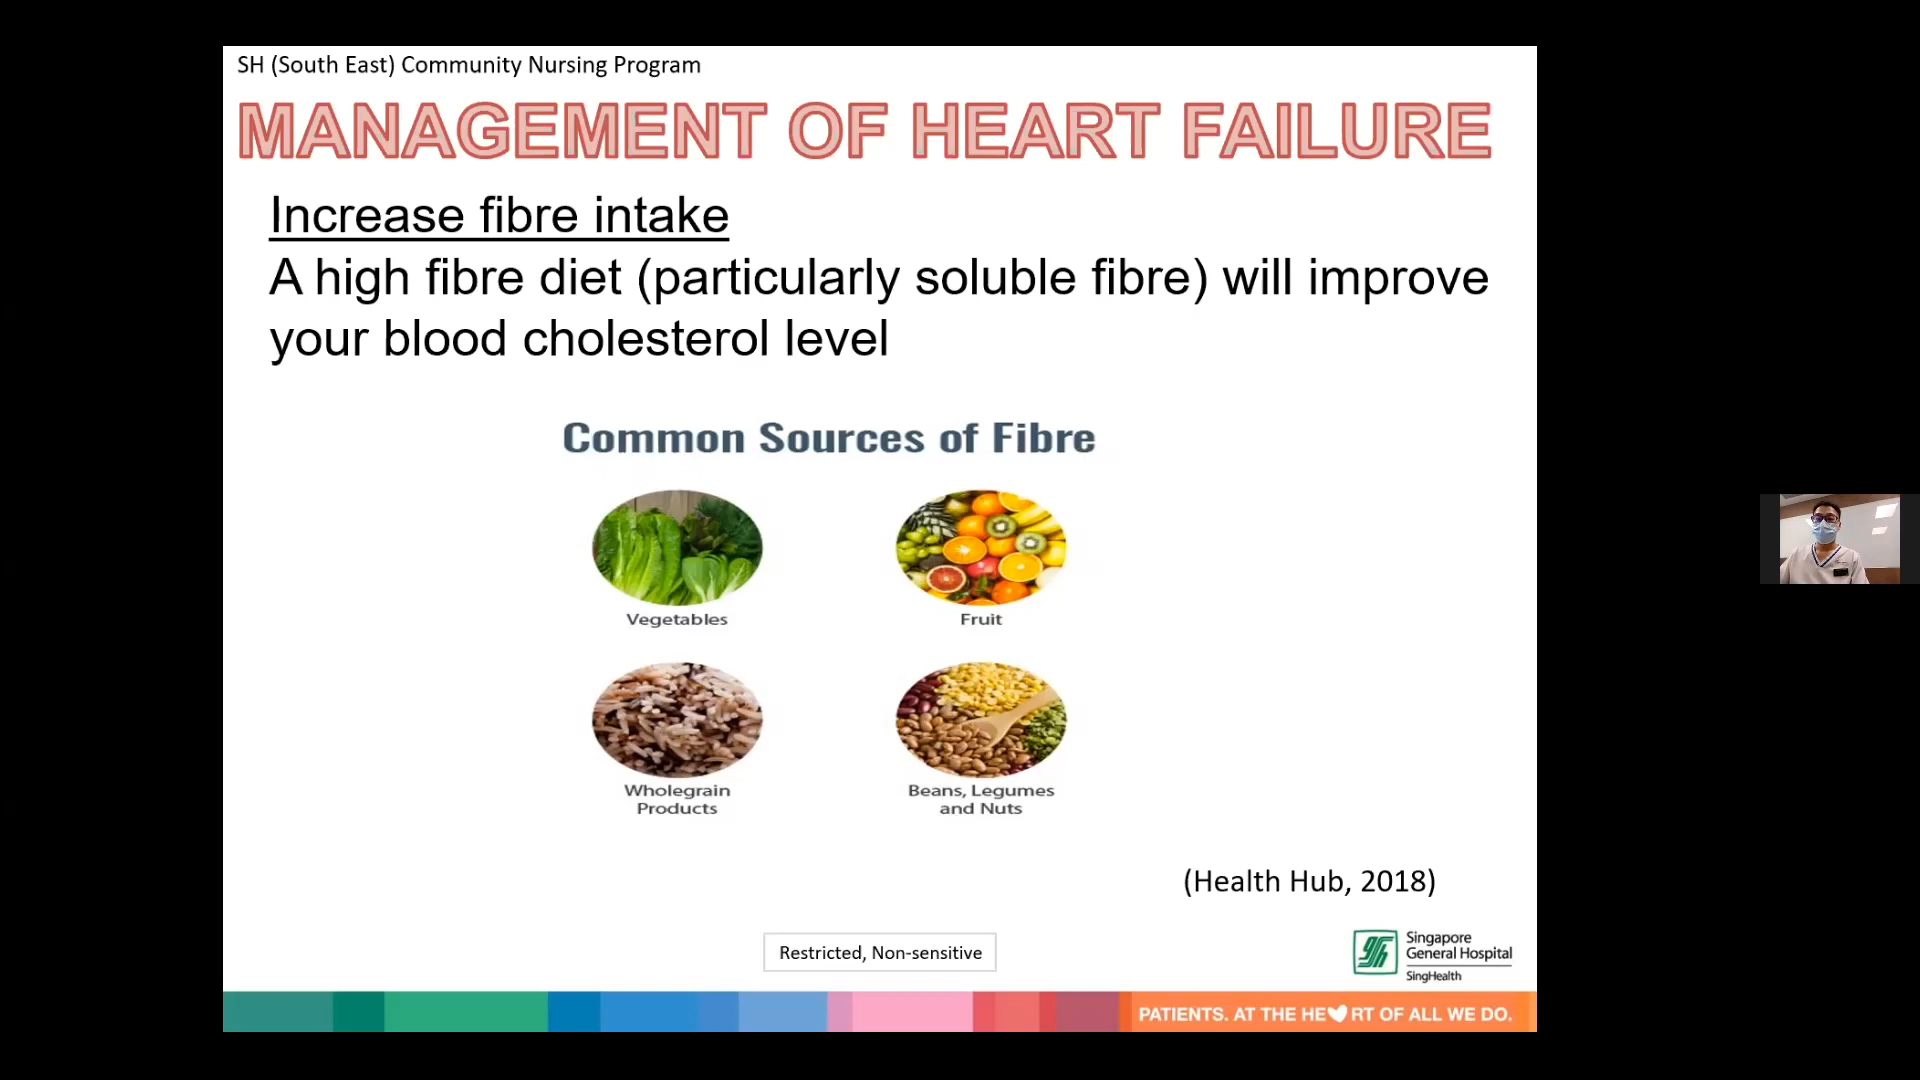 SH (South East) Community Nursing Program
MANAGEMENT OF HEART FAILURE
Increase fibre intake
A high fibre diet (particularly soluble fibre) will improve
your blood cholesterol level
Common Sources of Fibre
Vegetables
Fruit
Wholegrain
Products
Beans, Legumes
and Nuts
(Health Hub, 2018)
Restricted, Non-sensitive
Singapore
General Hospital
SingHealth
PATIENTS. AT THE HE♥RT OF ALL WE DO.